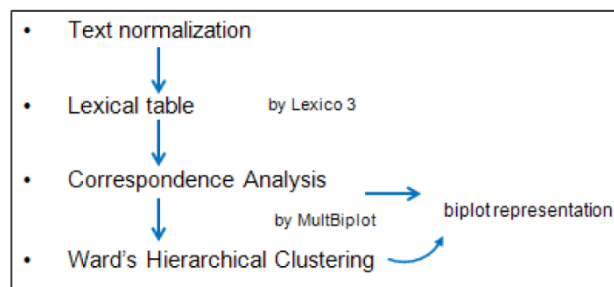 • Text normalization
• Lexical table by Lexico 3
• Correspondence Analysis
biplot representation
by MultBiplot
• Ward's Hierarchical Clustering